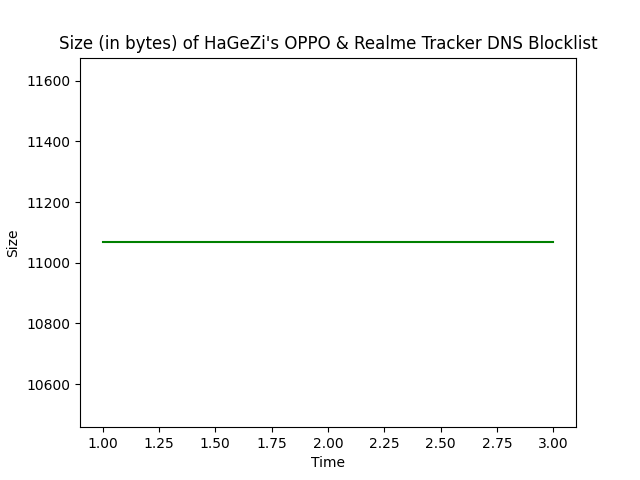 Size (in bytes) of HaGeZi's OPPO & Realme Tracker DNS Blocklist
11600
11400
11200
11000
10800
10600
Size
1.00 1.25 1.50 1.75 2.00 2.25 2.50 2.75 3.00
Time